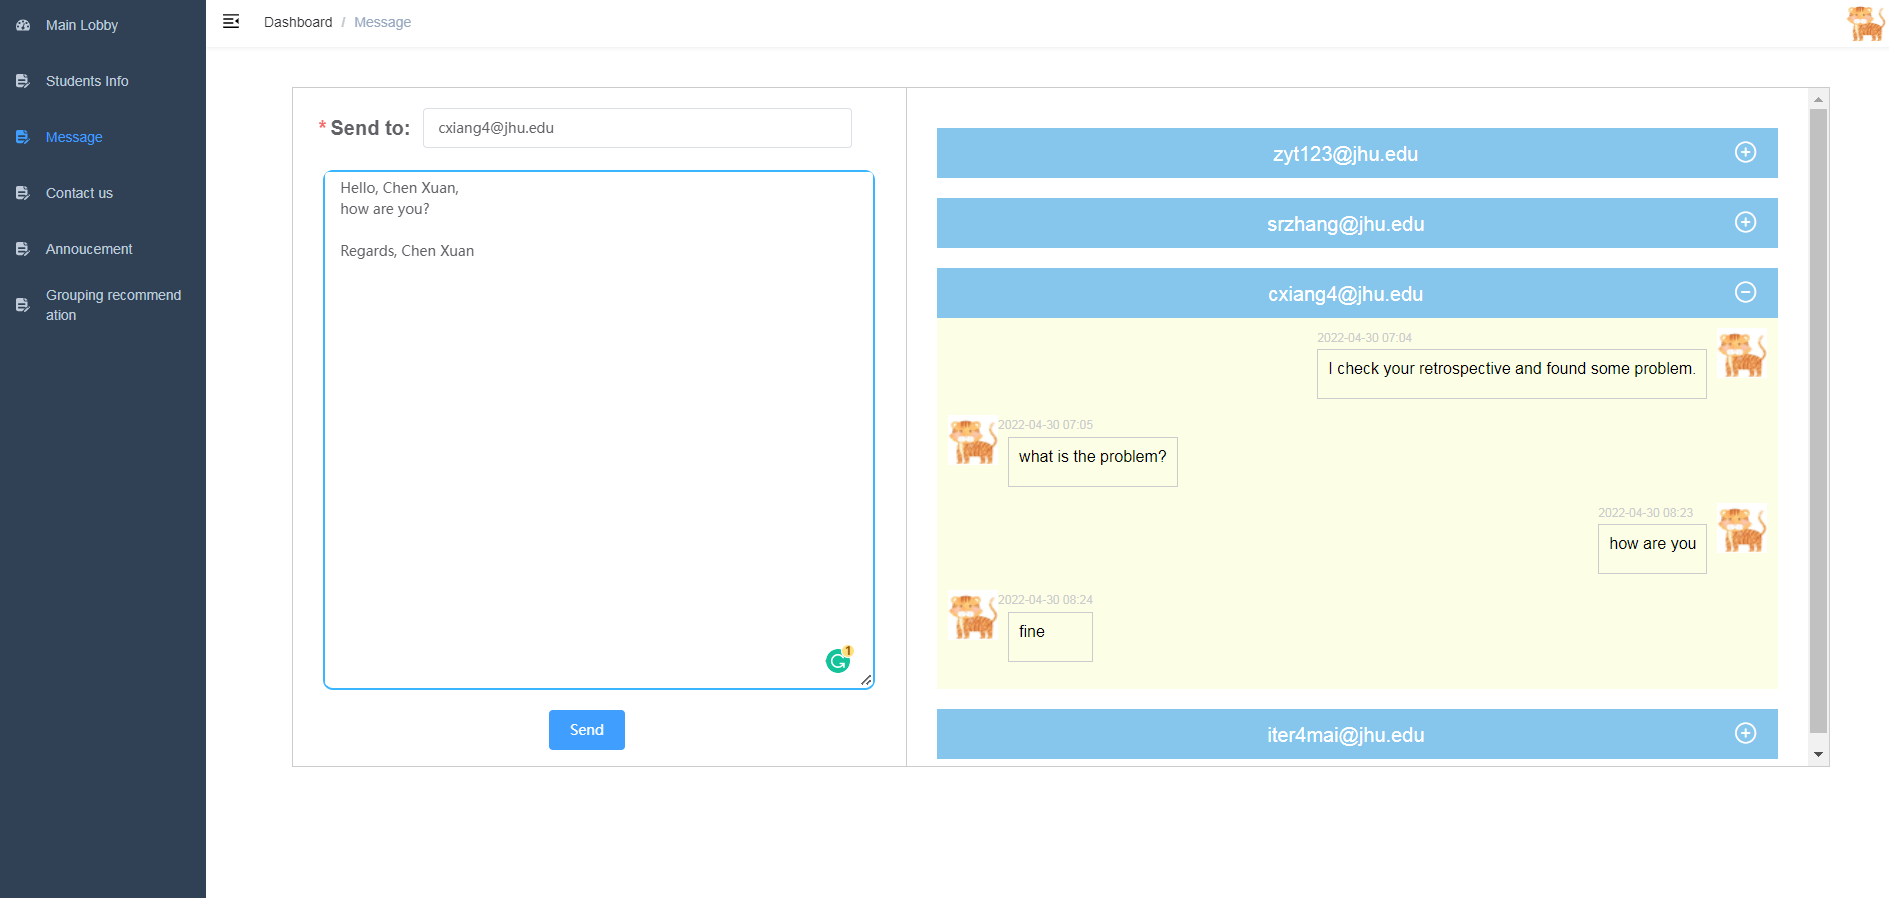 Main Lobby
Students Info
Message
Contact us
Annoucement
Grouping recommend
ation
Dashboard / Message
* Send to: cxiang4@jhu.edu
Hello, Chen Xuan,
how are you?
Regards, Chen Xuan
1
Send
zyt123@jhu.edu
srzhang@jhu.edu
cxiang4@jhu.edu
2022-04-30 07:04
I check your retrospective and found some problem.
2022-04-30 07:05
what is the problem?
2022-04-30 08:23
how are you
2022-04-30 08:24
fine
iter4mai@jhu.edu